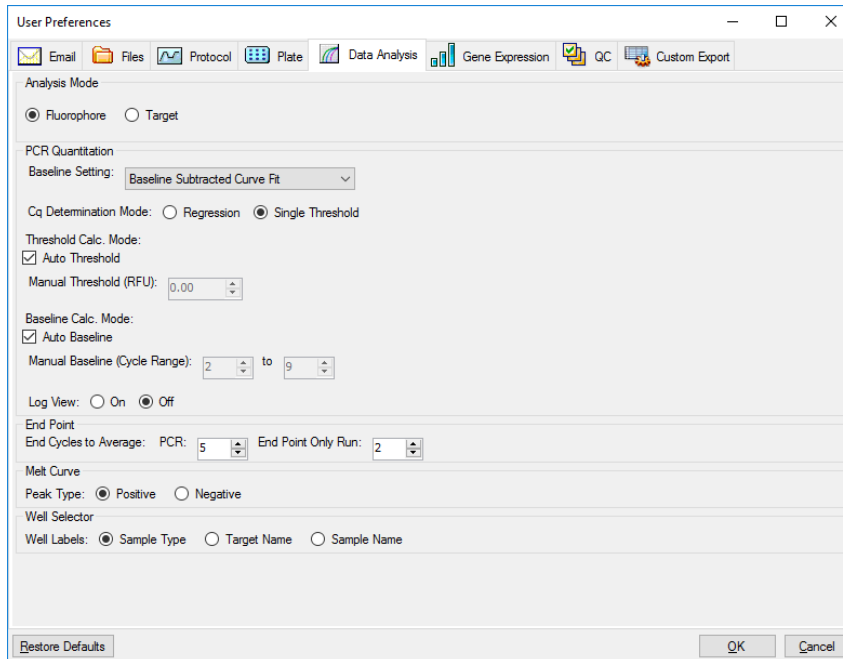 User Preferences
Email Files Protocol Plate Data Analysis Gene Expression QC Custom Export
Analysis Mode
Fluorophore Target
PCR Quantitation
Baseline Setting: Baseline Subtracted Curve Fit
Cq Determination Mode: Regression Single Threshold
Threshold Calc. Mode:
Auto Threshold
Manual Threshold (RFU): 0.00
Baseline Calc. Mode:
Auto Baseline
Manual Baseline (Cycle Range): 2 to 9
Log View: On Off
End Point
End Cycles to Average: PCR: 5 End Point Only Run: 2
Melt Curve
Peak Type: Positive Negative
Well Selector
Well Labels: Sample Type Target Name Sample Name
Restore Defaults OK Cancel